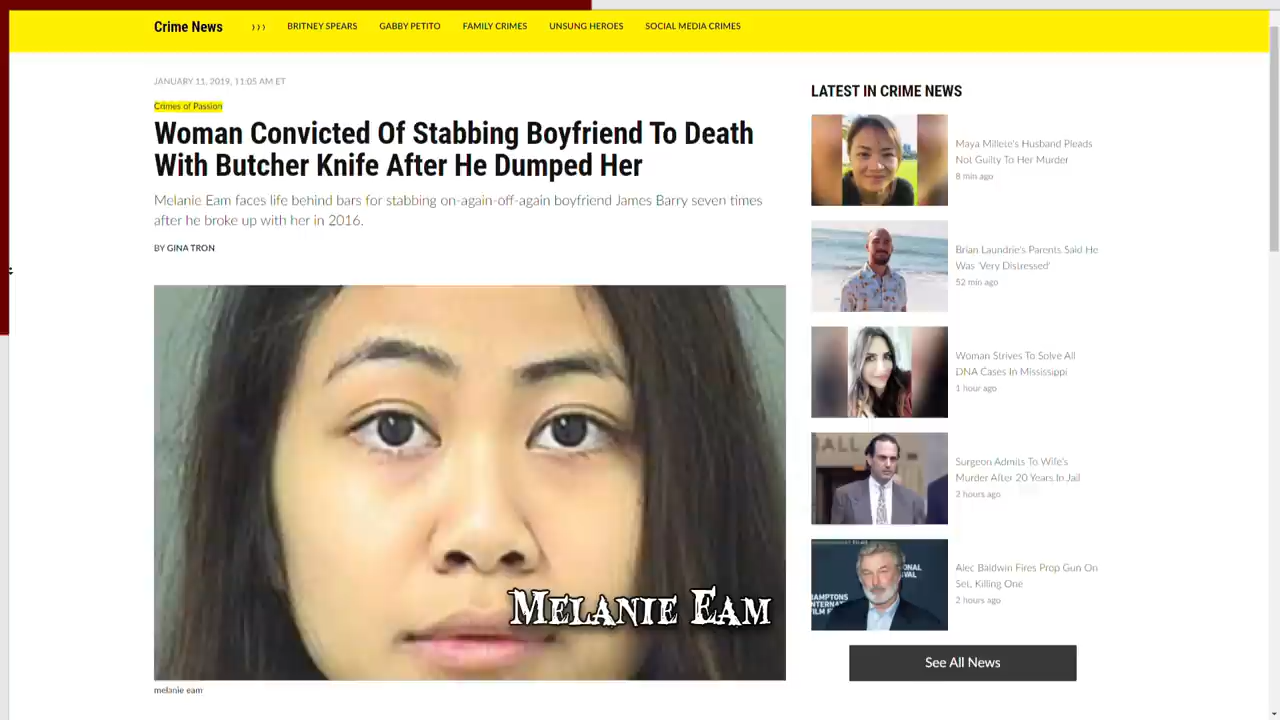 Crime News
BRITNEY SPEARS
GABBY PETITO
FAMILY CRIMES
UNSUNG HEROES
SOCIAL MEDIA CRIMES
JANUARY 11, 2019, 11:05 AM ET
Crimes of Passion
Woman Convicted Of Stabbing Boyfriend To Death
With Butcher Knife After He Dumped Her
Melanie Eam faces life behind bars for stabbing on-again-off-again boyfriend James Barry seven times
after he broke up with her in 2016.
BY GINA TRON
MELANIE EAM
melanie eam
LATEST IN CRIME NEWS
Maya Millete's Husband Pleads
Not Guilty To Her Murder
8 min ago
Brian Laundrie's Parents Said He
Was 'Very Distressed'
52 min ago
Woman Strives To Solve All
DNA Cases In Mississippi
1 hour ago
Surgeon Admits To Wife's
Murder After 20 Years In Jail
2 hours ago
Alec Baldwin Fires Prop Gun On
Set, Killing One
2 hours ago
See All News